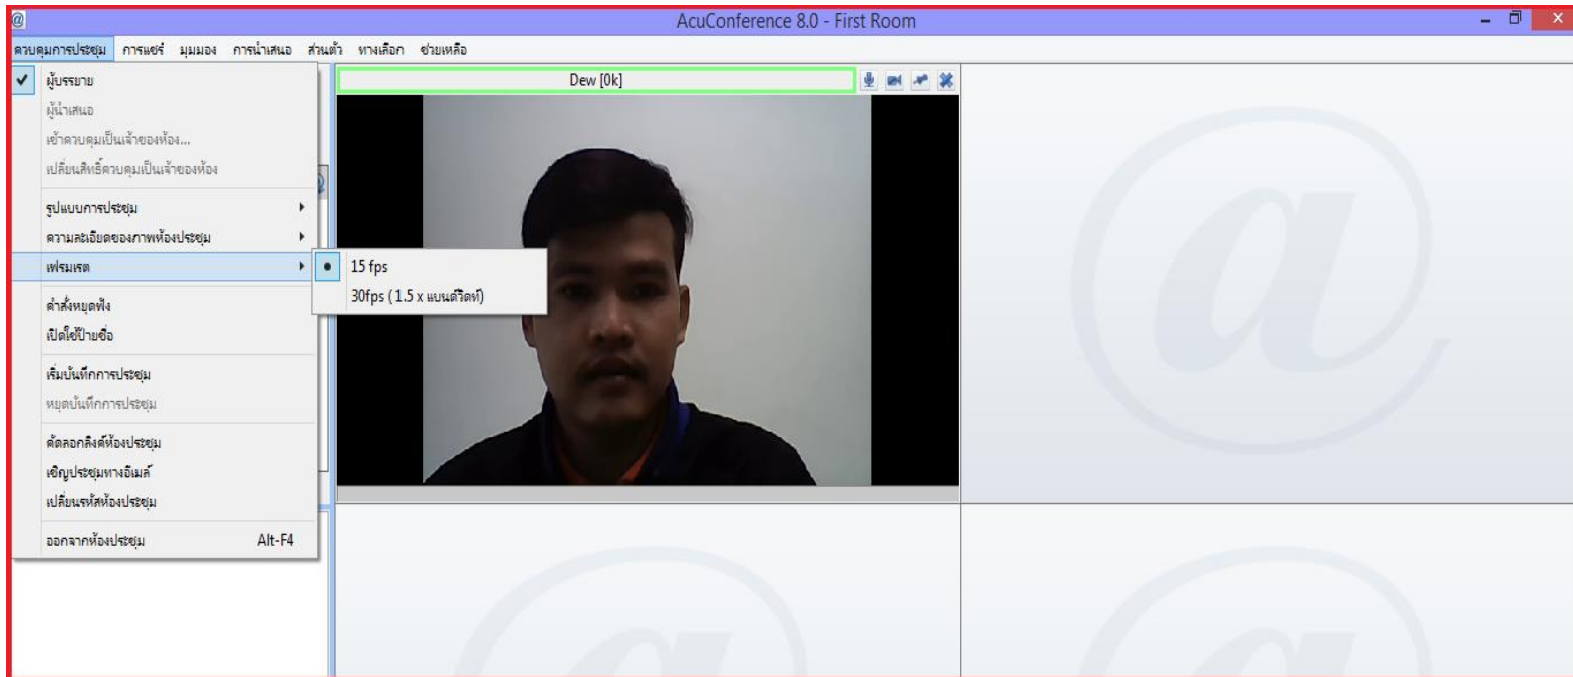 AcuConference 8.0 - First Room
ควบคุมการประชุม การแชร์ มุมมอง การนำเสนอ ส่วนตัว ทางเลือก ช่วยเหลือ
ผู้บรรยาย
ผู้นำเสนอ
เข้าควบคุมเป็นเจ้าของห้อง...
เปลี่ยนสิทธิ์ควบคุมเป็นเจ้าของห้อง
รูปแบบการประชุม
ความละเอียดของภาพห้องประชุม
เฟรมเรต
คำสั่งหยุดฟัง
เปิดใช้ป้ายชื่อ
เริ่มบันทึกการประชุม
หยุดบันทึกการประชุม
คัดลอกลิงค์ห้องประชุม
เชิญประชุมทางอีเมล์
เปลี่ยนรหัสห้องประชุม
ออกจากห้องประชุม Alt-F4
15 fps
30fps ( 1.5 x แบนด์วิดท์)
Dew [0k]